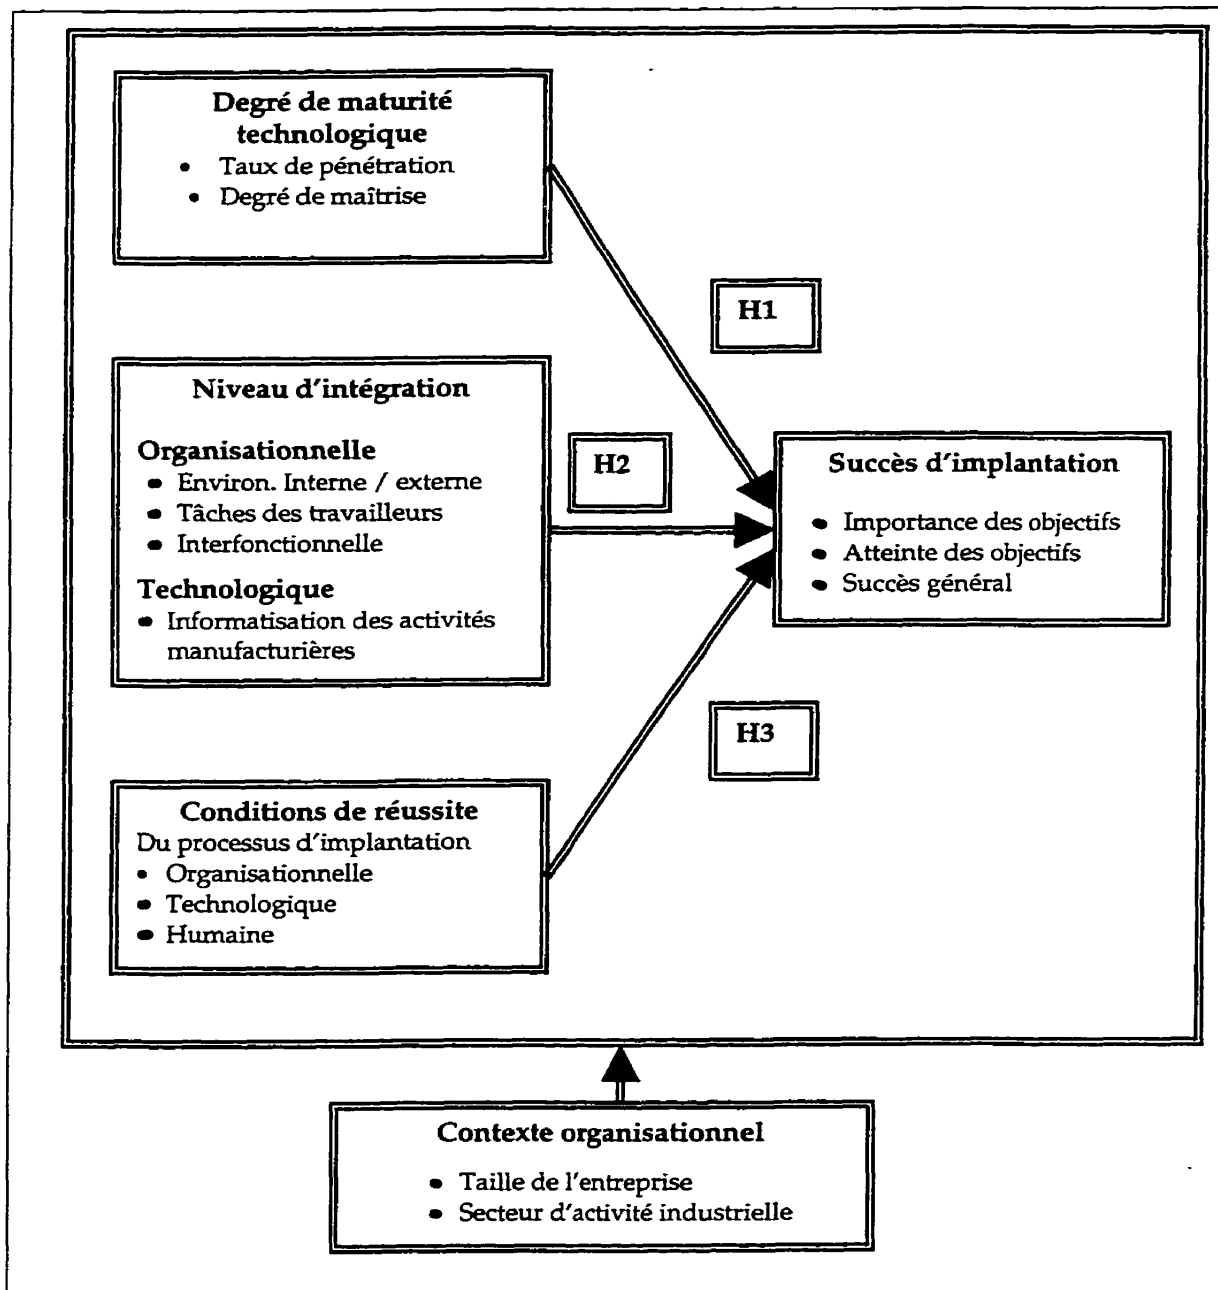 Degré de maturité
technologique
• Taux de pénétration
• Degré de maîtrise
H1
Niveau d'intégration
Organisationnelle
• Environ. Interne / externe
• Tâches des travailleurs
• Interfonctionnelle
Technologique
• Informatisation des activités
manufacturières
H2
Succès d'implantation
• Importance des objectifs
• Atteinte des objectifs
• Succès général
H3
Conditions de réussite
Du processus d'implantation
• Organisationnelle
• Technologique
• Humaine
Contexte organisationnel
• Taille de l'entreprise
• Secteur d'activité industrielle